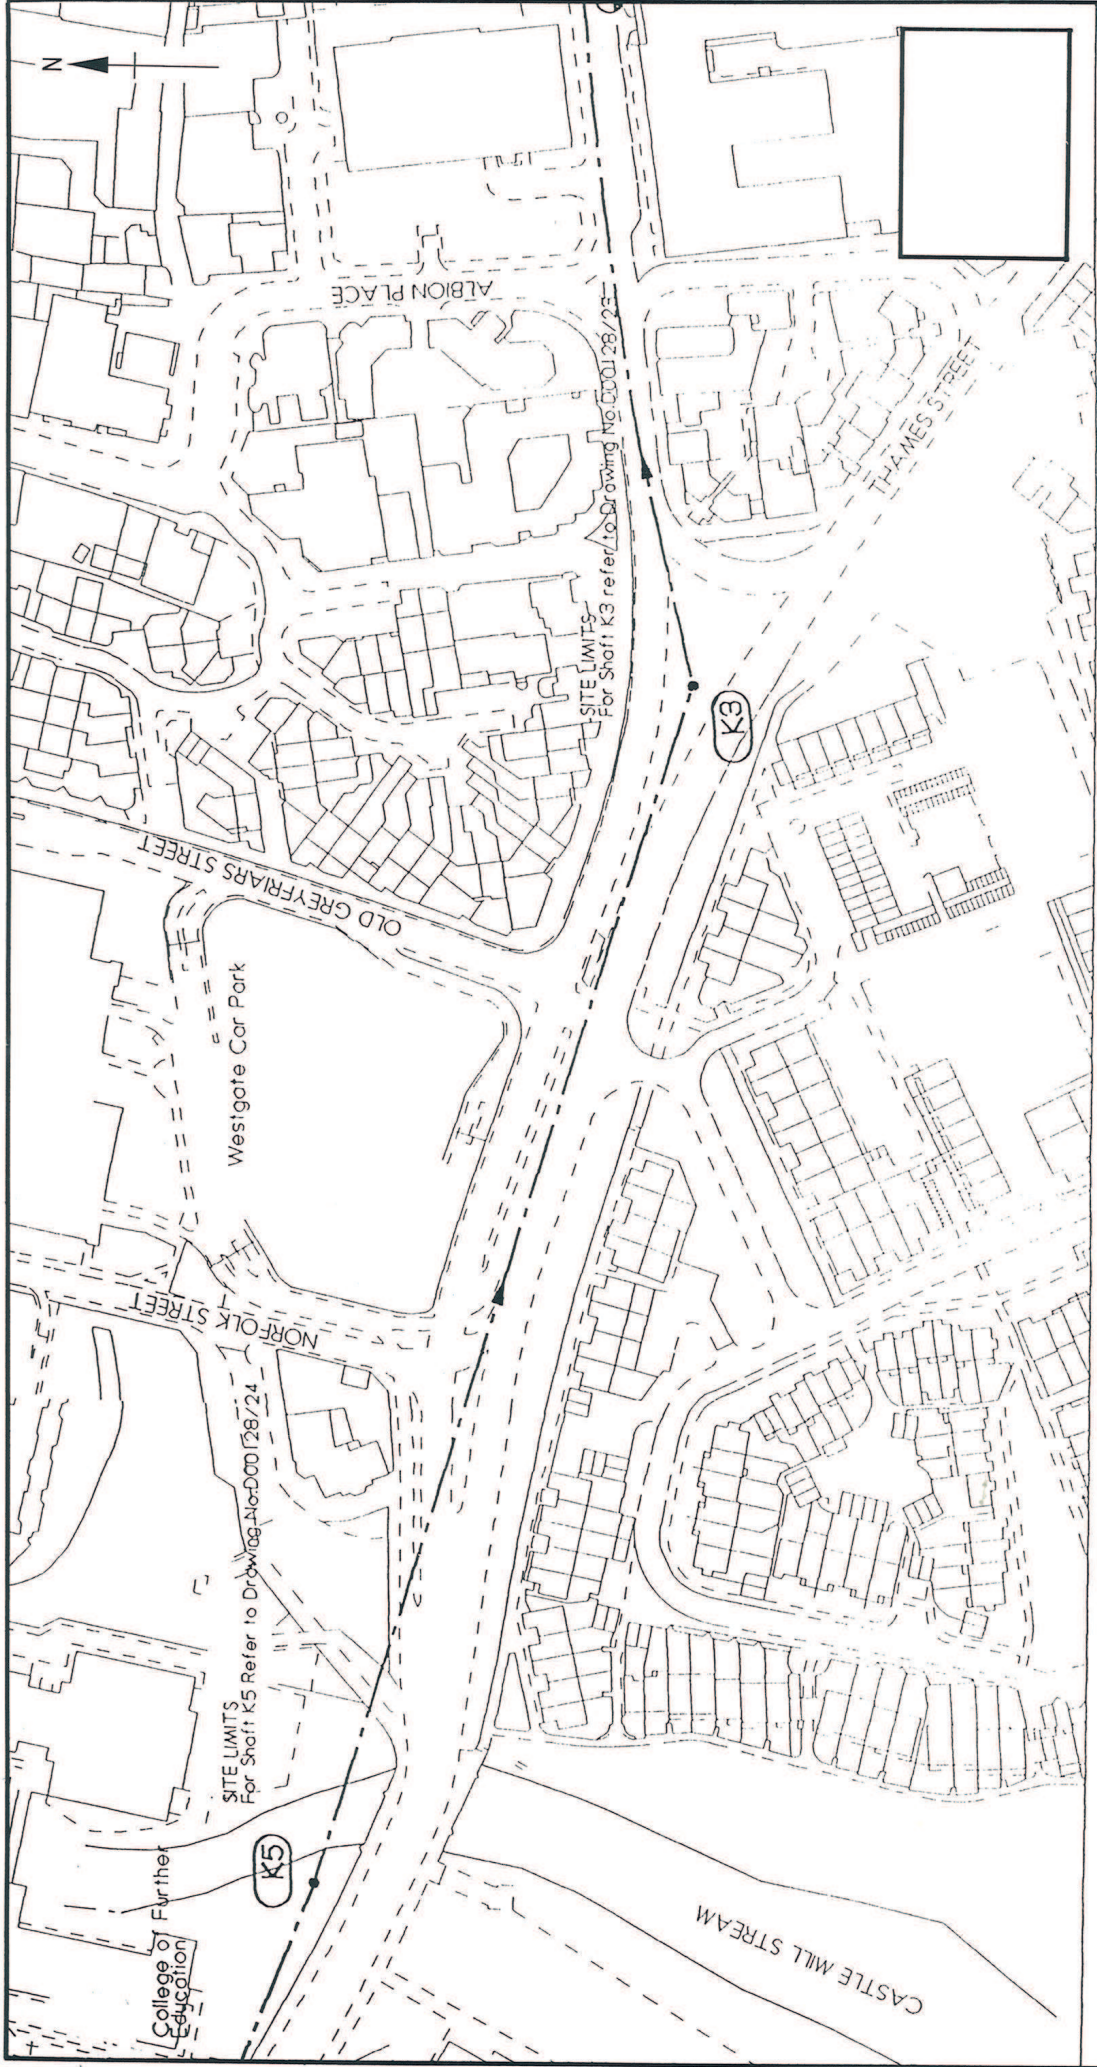 N
ALBION PLACE
SITE LIMITS
For Shaft K3 refer to Drawing No.D00128/23
THAMES STREET
K3
OLD GREYFRIARS STREET
Westgate Car Park
NORFOLK STREET
SITE LIMITS
For Shaft K5 Refer to Drawing No.D00128/24
K5
College of Further
Education
CASTLE MILL STREAM